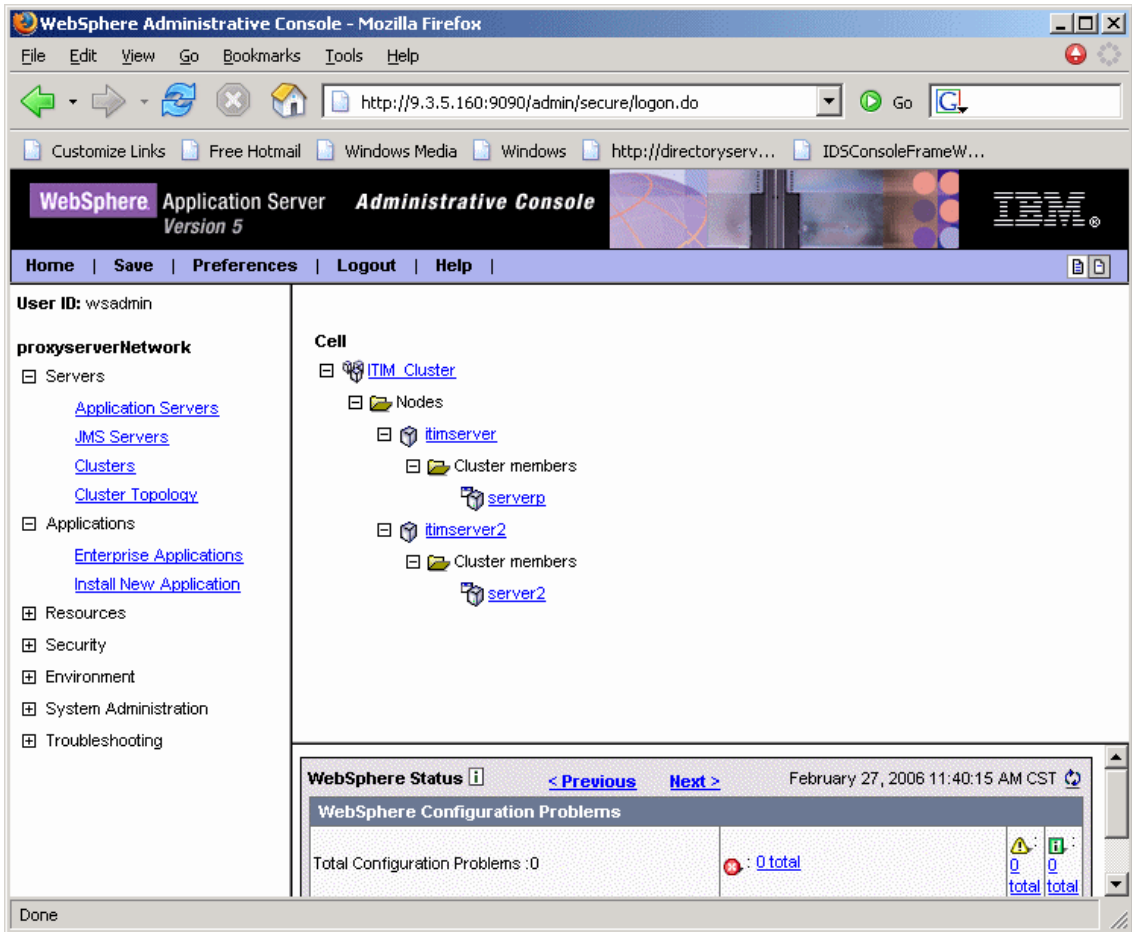 WebSphere Administrative Console - Mozilla Firefox
File Edit View Go Bookmarks Tools Help
http://9.3.5.160:9090/admin/secure/logon.do Go G
Customize Links Free Hotmail Windows Media Windows http://directoryserv... IDSConsoleFrameW...
WebSphere Application Server Administrative Console
Version 5
IBM®
Home | Save | Preferences | Logout | Help |
User ID: wsadmin
proxyserverNetwork
Servers
Application Servers
JMS Servers
Clusters
Cluster Topology
Applications
Enterprise Applications
Install New Application
Resources
Security
Environment
System Administration
Troubleshooting
Cell
ITIM_Cluster
Nodes
itimserver
Cluster members
serverp
itimserver2
Cluster members
server2
WebSphere Status i < Previous Next > February 27, 2006 11:40:15 AM CST
WebSphere Configuration Problems
Total Configuration Problems :0 : 0 total : 0 total : 0 total
Done